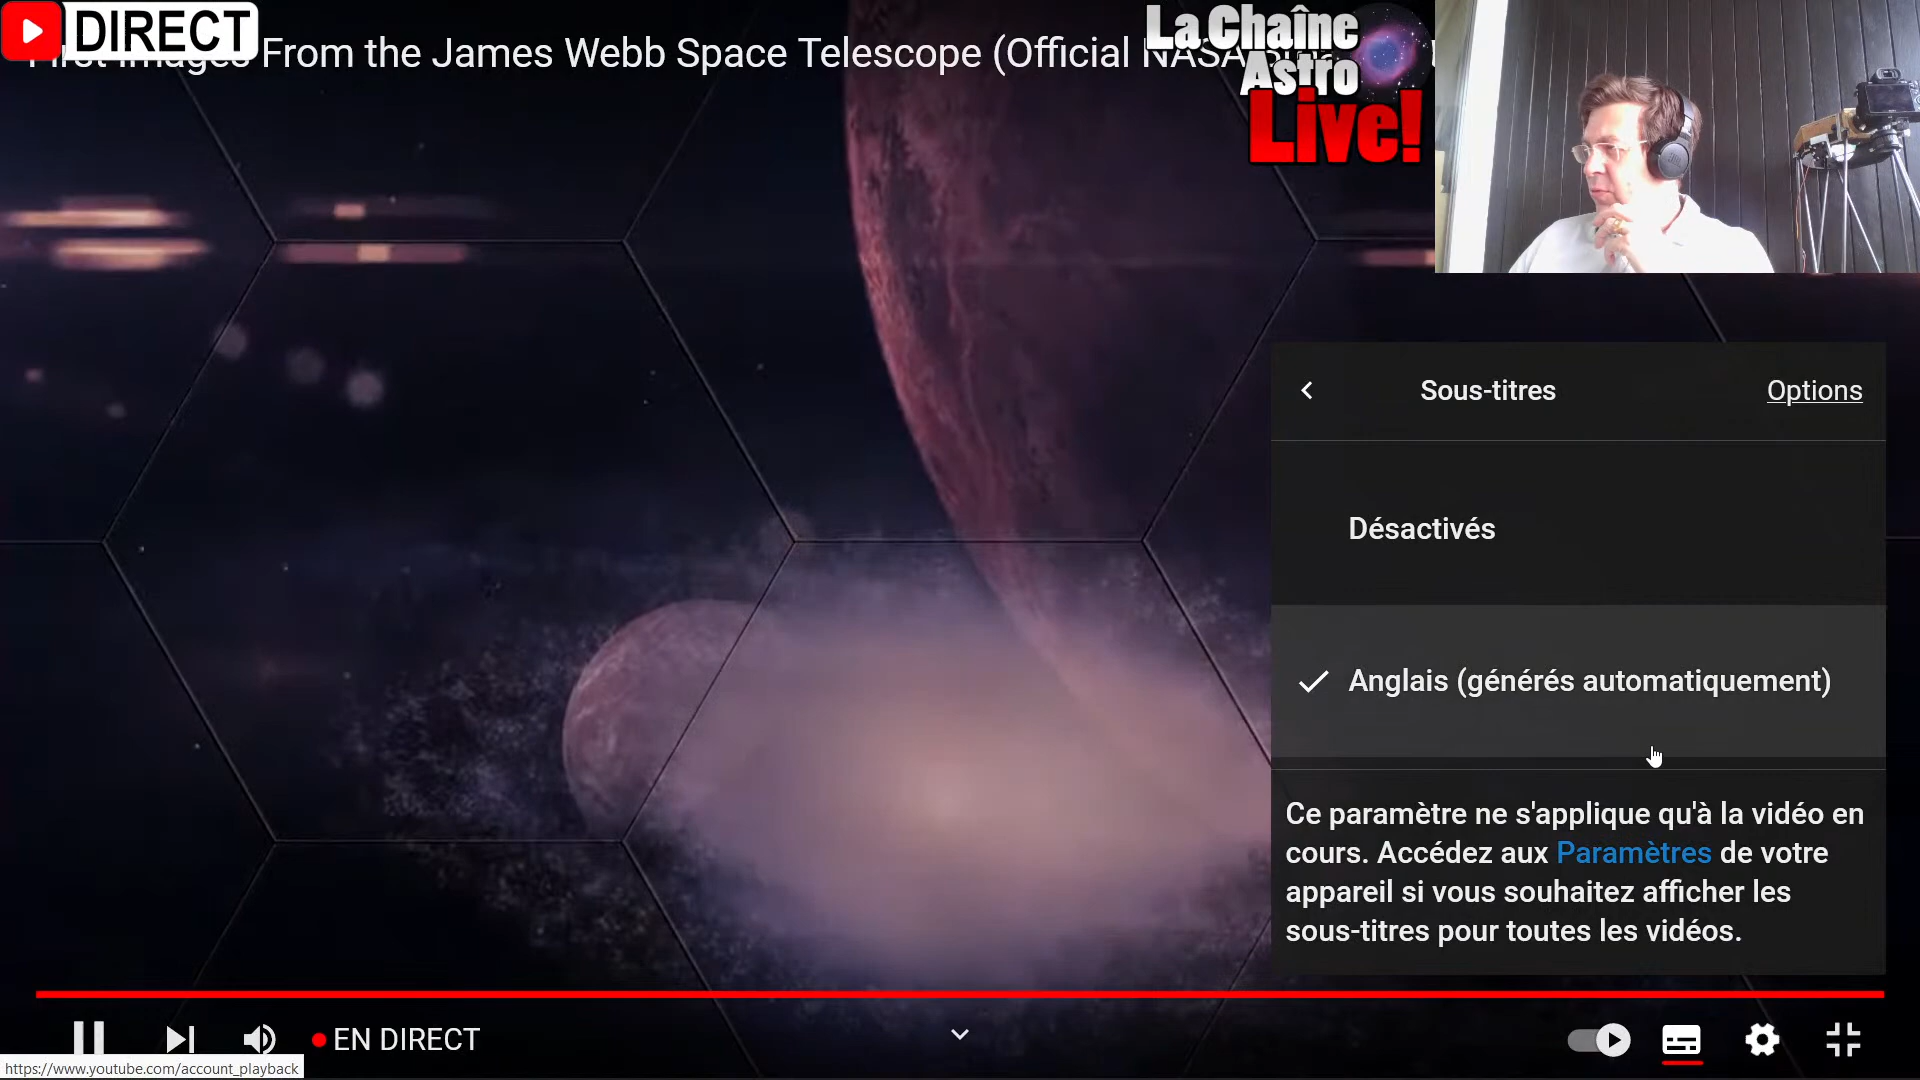 DIRECT
First Images From the James Webb Space Telescope (Official NASA
La Chaîne
Astro
Live!
Sous-titres
Options
Désactivés
Anglais (générés automatiquement)
Ce paramètre ne s'applique qu'à la vidéo en
cours. Accédez aux Paramètres de votre
appareil si vous souhaitez afficher les
sous-titres pour toutes les vidéos.
EN DIRECT
https://www.youtube.com/account_playback